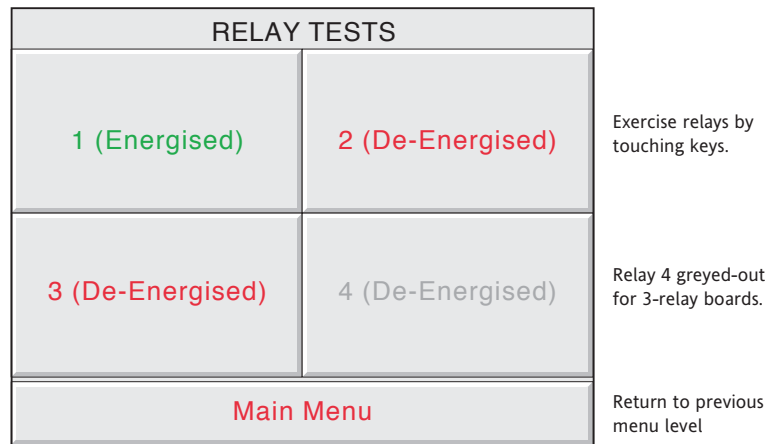 RELAY TESTS
1 (Energised)
2 (De-Energised)
Exercise relays by
touching keys.
3 (De-Energised)
4 (De-Energised)
Relay 4 greyed-out
for 3-relay boards.
Main Menu
Return to previous
menu level